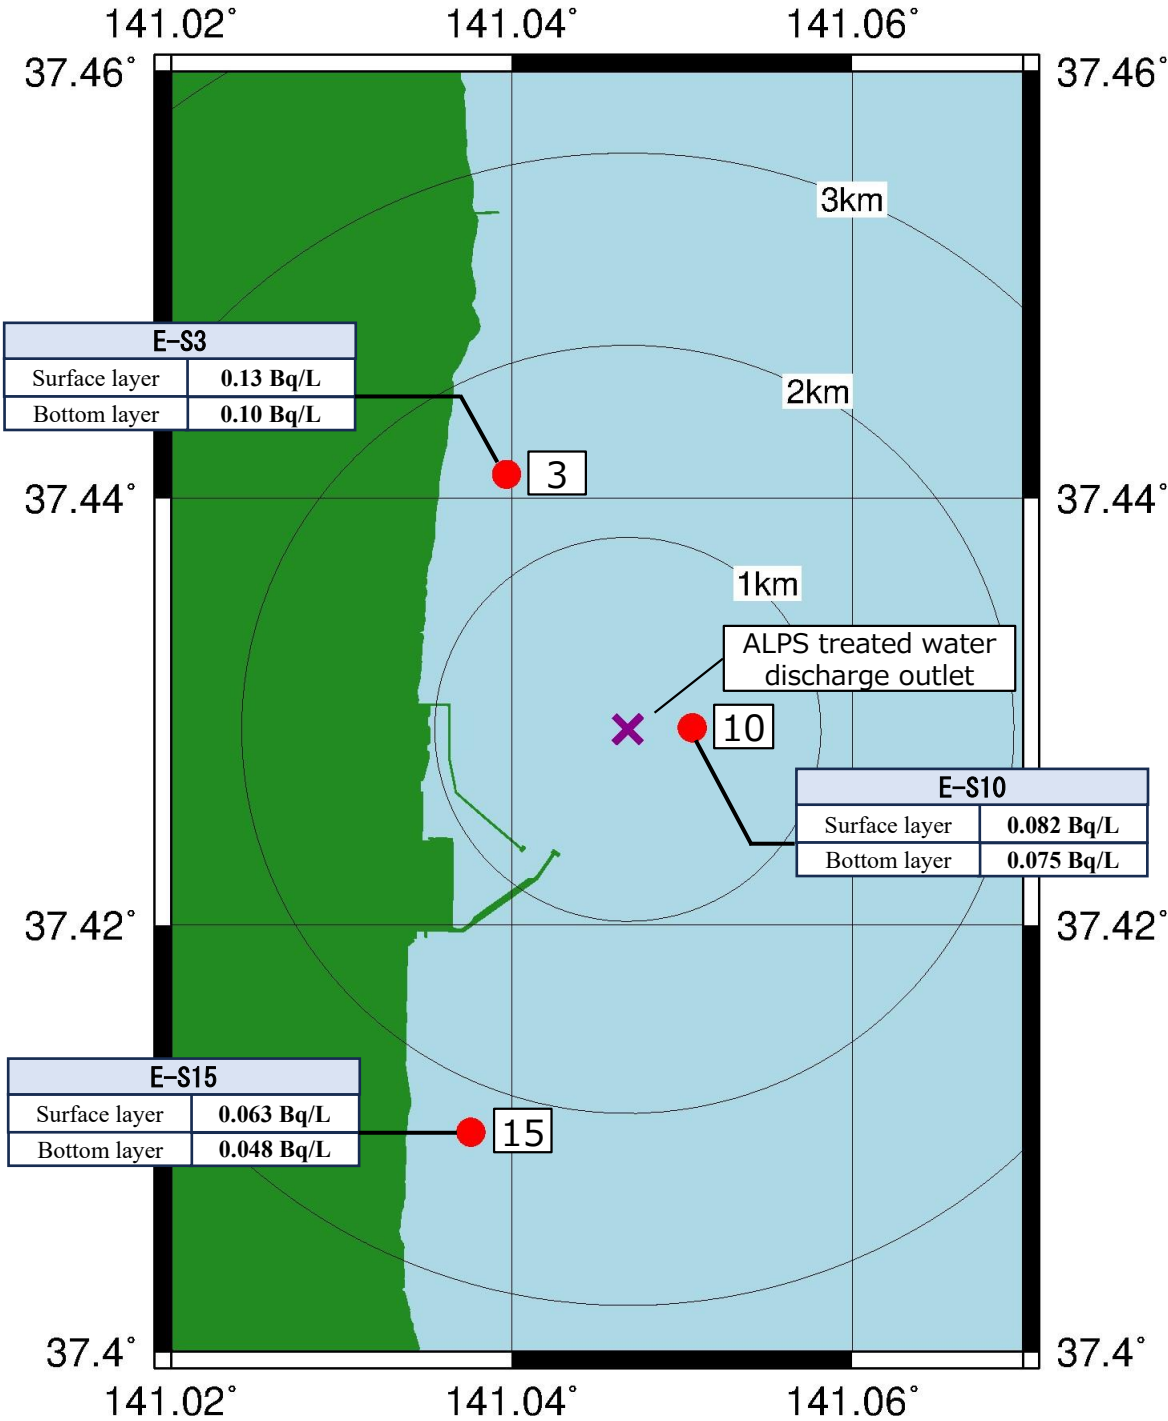 141.02° 141.04° 141.06°
37.46° 37.46°
3km
E-S3
Surface layer 0.13 Bq/L
Bottom layer 0.10 Bq/L
2km
3
37.44° 37.44°
1km
ALPS treated water
discharge outlet
10
E-S10
Surface layer 0.082 Bq/L
Bottom layer 0.075 Bq/L
37.42° 37.42°
E-S15
Surface layer 0.063 Bq/L
Bottom layer 0.048 Bq/L
15
37.4° 37.4°
141.02° 141.04° 141.06°